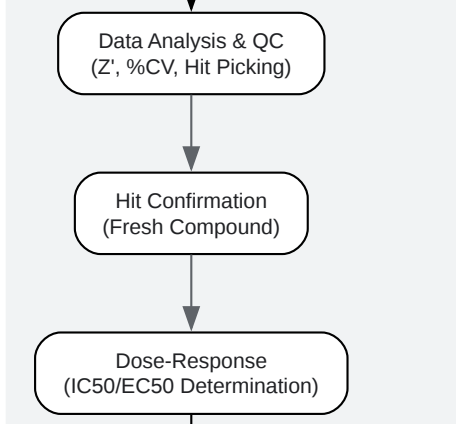 Data Analysis & QC
(Z', %CV, Hit Picking)
Hit Confirmation
(Fresh Compound)
Dose-Response
(IC50/EC50 Determination)